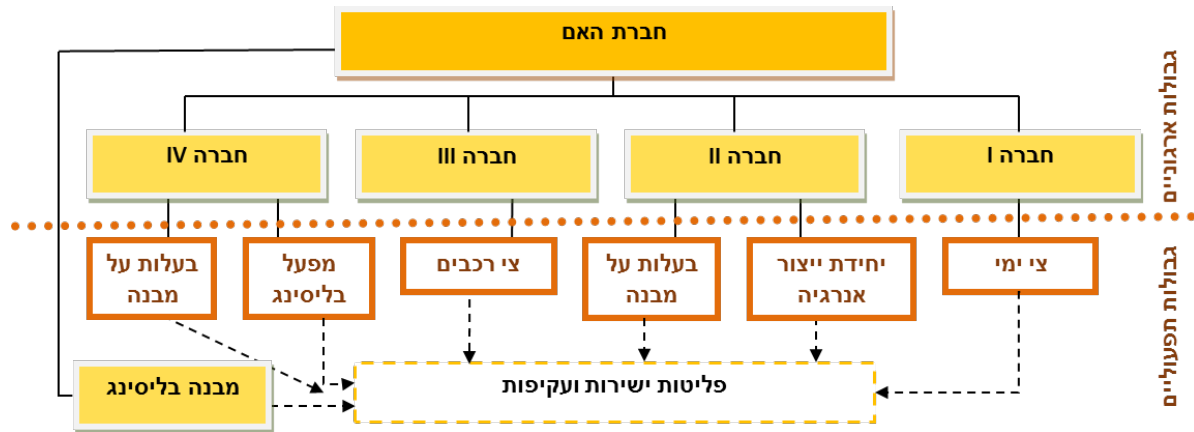 חברת האם
גבולות ארגוניים
חברה I
חברה II
חברה III
חברה IV
גבולות תפעוליים
צי ימי
יחידת ייצור
אנרגיה
בעלות על
מבנה
צי רכבים
מפעל
בליסינג
בעלות על
מבנה
פליטות ישירות ועקיפות
מבנה בליסינג